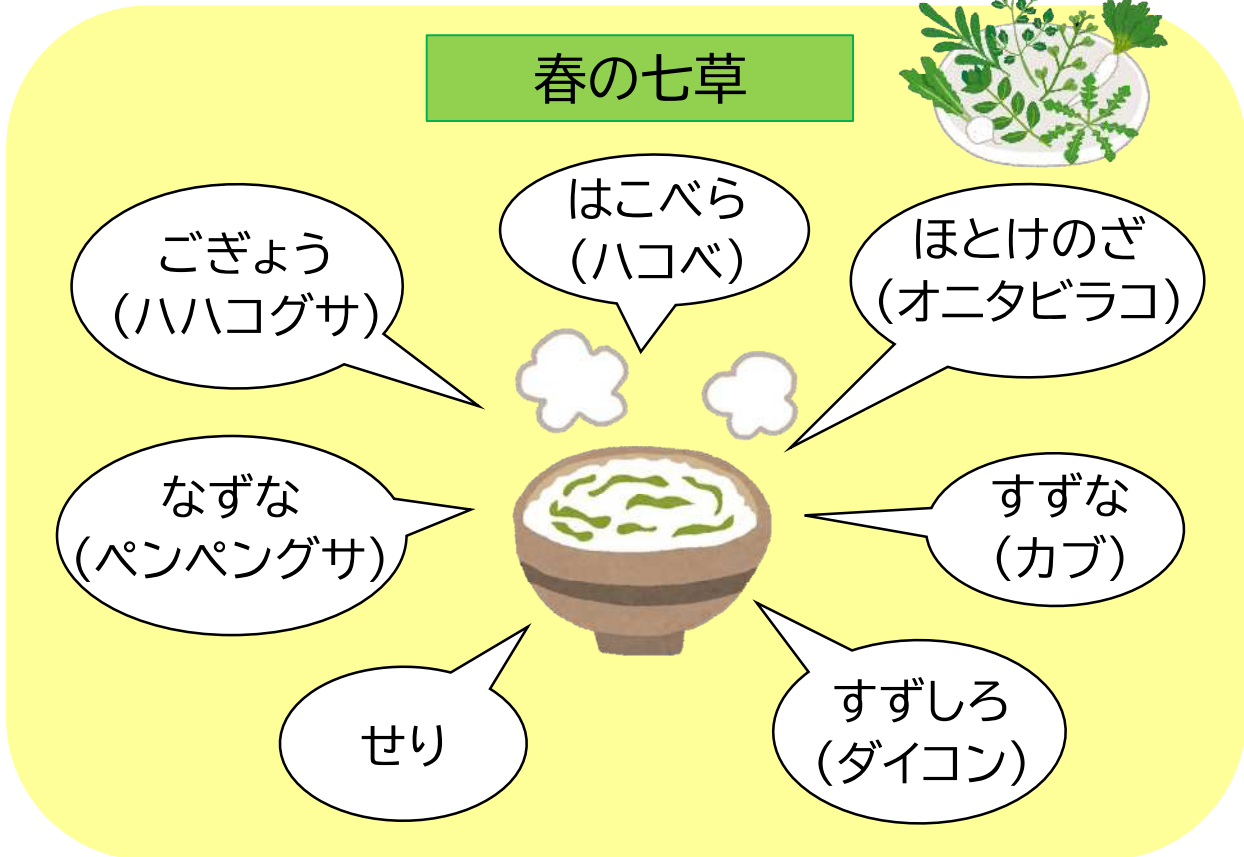 春の七草
はこべら
(ハコベ)
ごぎょう
(ハハコグサ)
ほとけのざ
(オニタビラコ)
なずな
(ペンペングサ)
すずな
(カブ)
せり
すずしろ
(ダイコン)